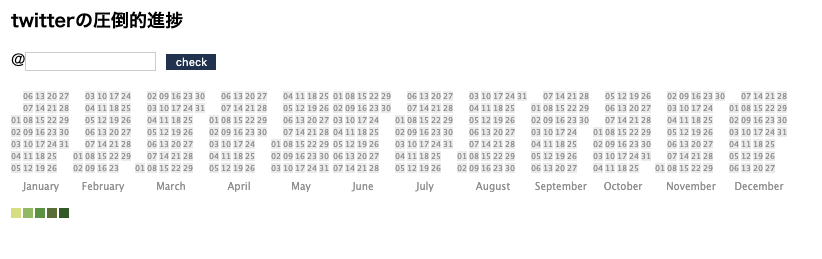 twitterの圧倒的進捗
@ check
06 13 20 27 03 10 17 24 02 09 16 23 30 06 13 20 27 04 11 18 25 01 08 15 22 29 06 13 20 27 03 10 17 24 31 07 14 21 28 05 12 19 26 02 09 16 23 30 07 14 21 28
07 14 21 28 04 11 18 25 03 10 17 24 31 07 14 21 28 05 12 19 26 02 09 16 23 30 07 14 21 28 04 11 18 25 01 08 15 22 29 06 13 20 27 03 10 17 24 01 08 15 22 29
01 08 15 22 29 05 12 19 26 04 11 18 25 01 08 15 22 29 06 13 20 27 03 10 17 24 01 08 15 22 29 05 12 19 26 02 09 16 23 30 07 14 21 28 04 11 18 25 02 09 16 23 30
02 09 16 23 30 06 13 20 27 05 12 19 26 02 09 16 23 30 07 14 21 28 04 11 18 25 02 09 16 23 30 06 13 20 27 03 10 17 24 01 08 15 22 29 05 12 19 26 03 10 17 24 31
03 10 17 24 31 07 14 21 28 06 13 20 27 03 10 17 24 01 08 15 22 29 05 12 19 26 03 10 17 24 31 07 14 21 28 04 11 18 25 02 09 16 23 30 06 13 20 27 04 11 18 25
04 11 18 25 01 08 15 22 29 07 14 21 28 04 11 18 25 02 09 16 23 30 06 13 20 27 04 11 18 25 01 08 15 22 29 05 12 19 26 03 10 17 24 31 07 14 21 28 05 12 19 26
05 12 19 26 02 09 16 23 01 08 15 22 29 05 12 19 26 03 10 17 24 31 07 14 21 28 05 12 19 26 02 09 16 23 30 06 13 20 27 04 11 18 25 01 08 15 22 29 06 13 20 27
January February March April May June July August September October November December